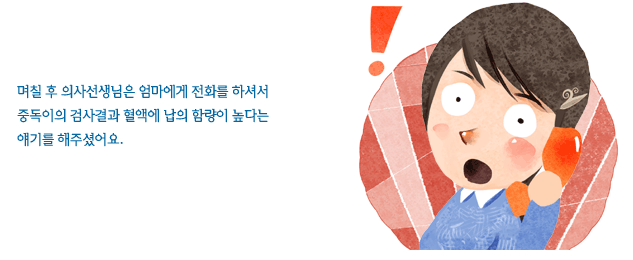 며칠 후 의사선생님은 엄마에게 전화를 하셔서
중독이의 검사결과 혈액에 납의 함량이 높다는
얘기를 해주셨어요.